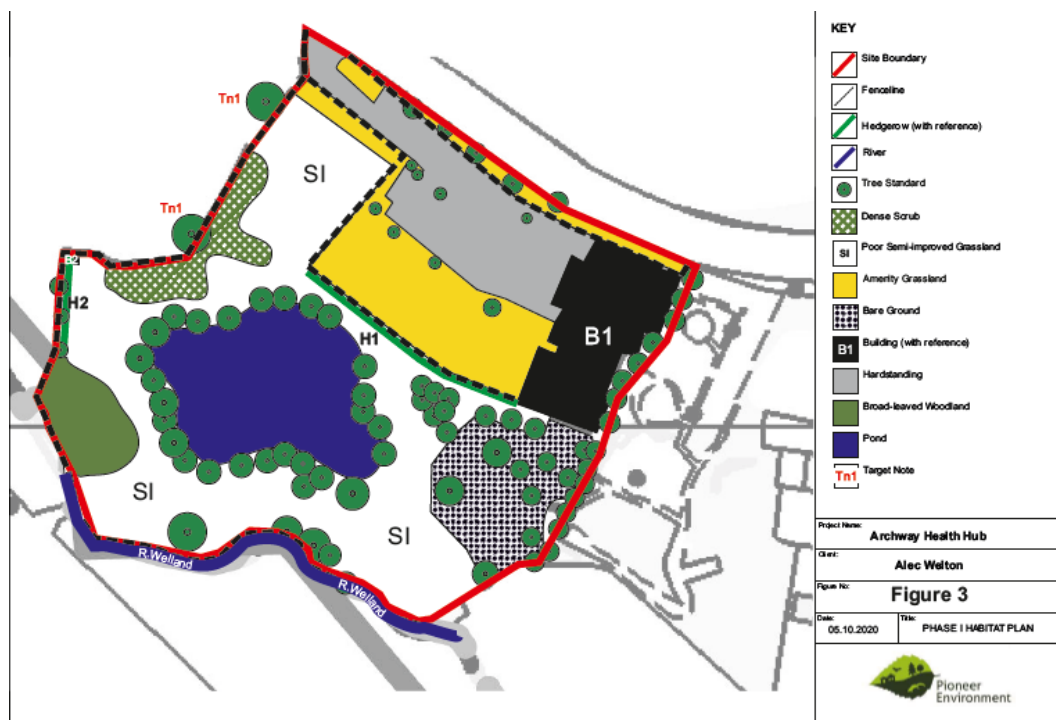 Tn1
SI
Tn1
B2
H2
H1
B1
SI
SI
R.Welland
R.Welland
KEY
Site Boundary
Fenceline
Hedgerow (with reference)
River
Tree Standard
Dense Scrub
SI Poor Semi-improved Grassland
Amenity Grassland
Bare Ground
B1 Building (with reference)
Hardstanding
Broad-leaved Woodland
Pond
Tn1 Target Note
Project Name:
Archway Health Hub
Client:
Alec Welton
Figure No:
Figure 3
Date:
05.10.2020
Title:
PHASE I HABITAT PLAN
Pioneer
Environment